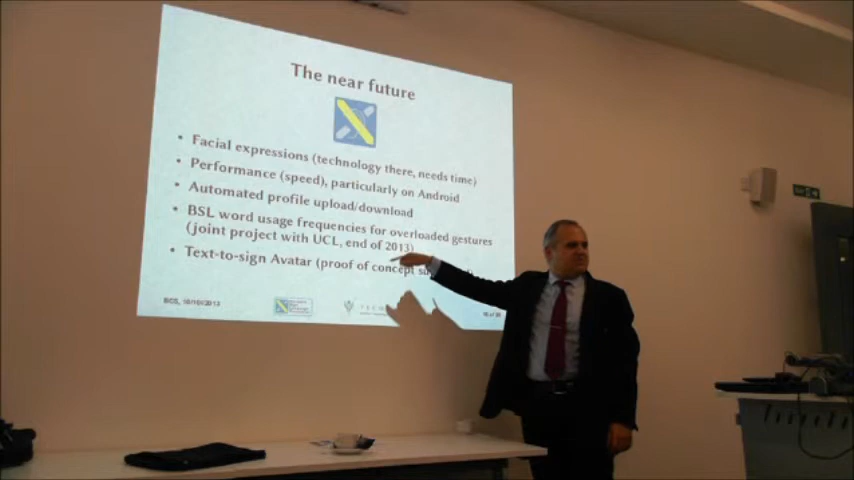 The near future
• Facial expressions (technology there, needs time)
• Performance (speed), particularly on Android
• Automated profile upload/download
• BSL word usage frequencies for overloaded gestures
(joint project with UCL, end of 2013)
• Text-to-sign Avatar (proof of concept
BCS, 16/10/2013